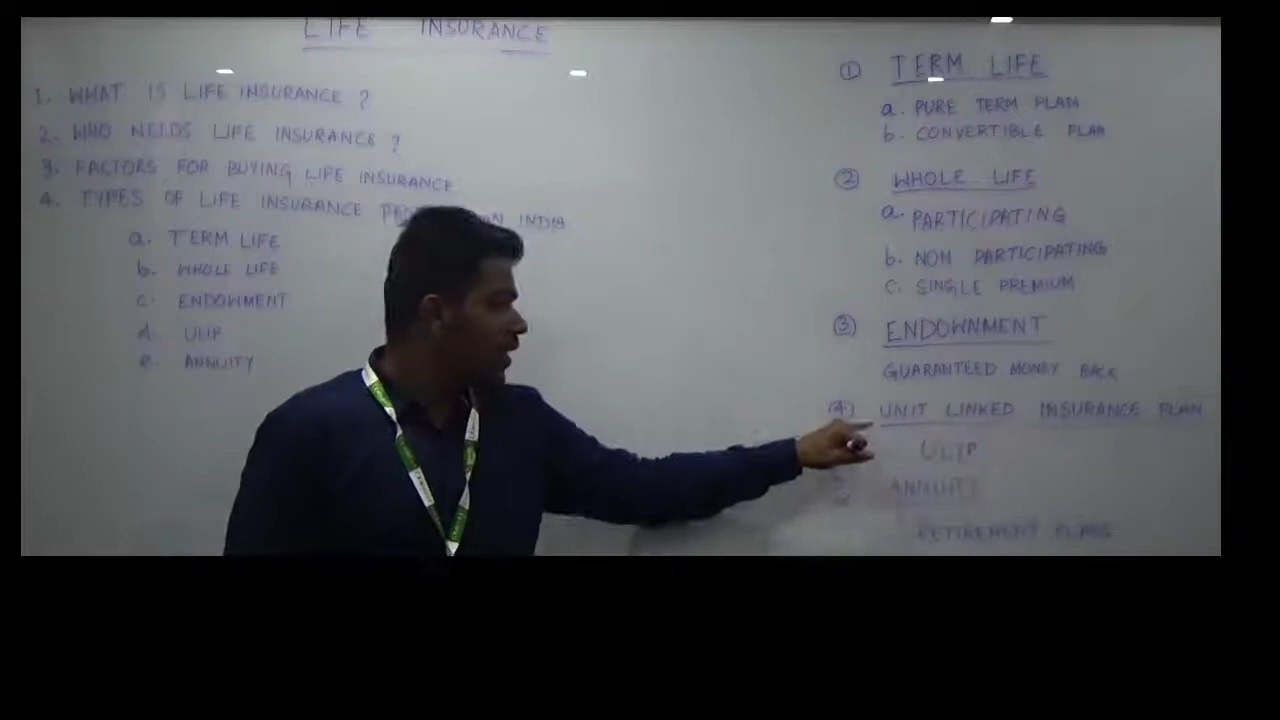 LIFE INSURANCE
1. WHAT IS LIFE INSURANCE ?
2. WHO NEEDS LIFE INSURANCE ?
3. FACTORS FOR BUYING LIFE INSURANCE
4. TYPES OF LIFE INSURANCE IN INDIA
a. TERM LIFE
b. WHOLE LIFE
c. ENDOWMENT
d. ULIP
e. ANNUITY
① TERM LIFE
a. PURE TERM PLAN
b. CONVERTIBLE PLAN
② WHOLE LIFE
a. PARTICIPATING
b. NON PARTICIPATING
c. SINGLE PREMIUM
③ ENDOWNMENT
GUARANTEED MONEY BACK
④ UNIT LINKED INSURANCE PLAN
ULIP
ANNUITY
RETIREMENT PLANS